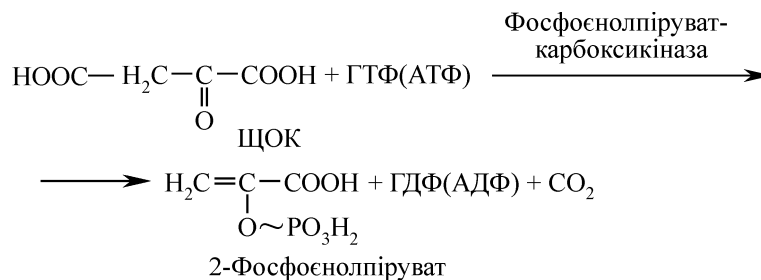 Фосфоєнолпіруват-
карбоксикіназа
HOOC — H₂C — C — COOH + ГТФ(АТФ)
O
ЩОК
H₂C = C — COOH + ГДФ(АДФ) + CO₂
O ~ PO₃H₂
2-Фосфоєнолпіруват